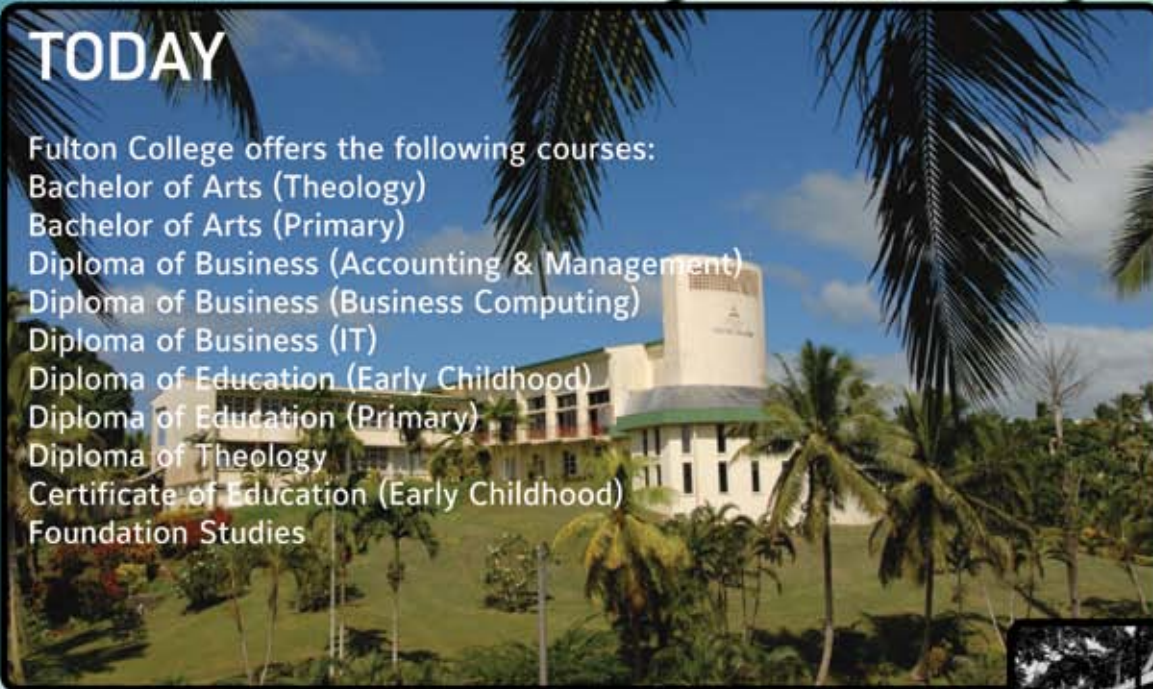 TODAY
Fulton College offers the following courses:
Bachelor of Arts (Theology)
Bachelor of Arts (Primary)
Diploma of Business (Accounting & Management)
Diploma of Business (Business Computing)
Diploma of Business (IT)
Diploma of Education (Early Childhood)
Diploma of Education (Primary)
Diploma of Theology
Certificate of Education (Early Childhood)
Foundation Studies